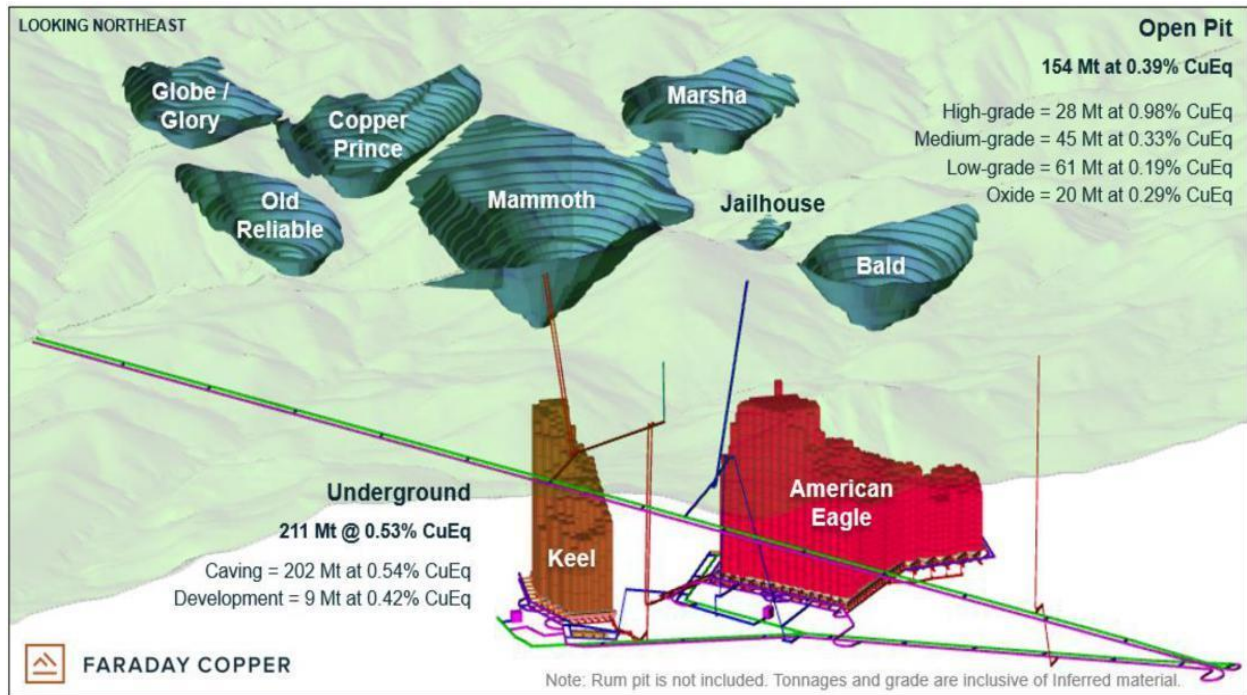 LOOKING NORTHEAST
Open Pit
154 Mt at 0.39% CuEq
High-grade = 28 Mt at 0.98% CuEq
Medium-grade = 45 Mt at 0.33% CuEq
Low-grade = 61 Mt at 0.19% CuEq
Oxide = 20 Mt at 0.29% CuEq
Globe /
Glory
Copper
Prince
Marsha
Old
Reliable
Mammoth
Jailhouse
Bald
Underground
211 Mt @ 0.53% CuEq
Caving = 202 Mt at 0.54% CuEq
Development = 9 Mt at 0.42% CuEq
Keel
American
Eagle
FARADAY COPPER
Note: Rum pit is not included. Tonnages and grade are inclusive of Inferred material.